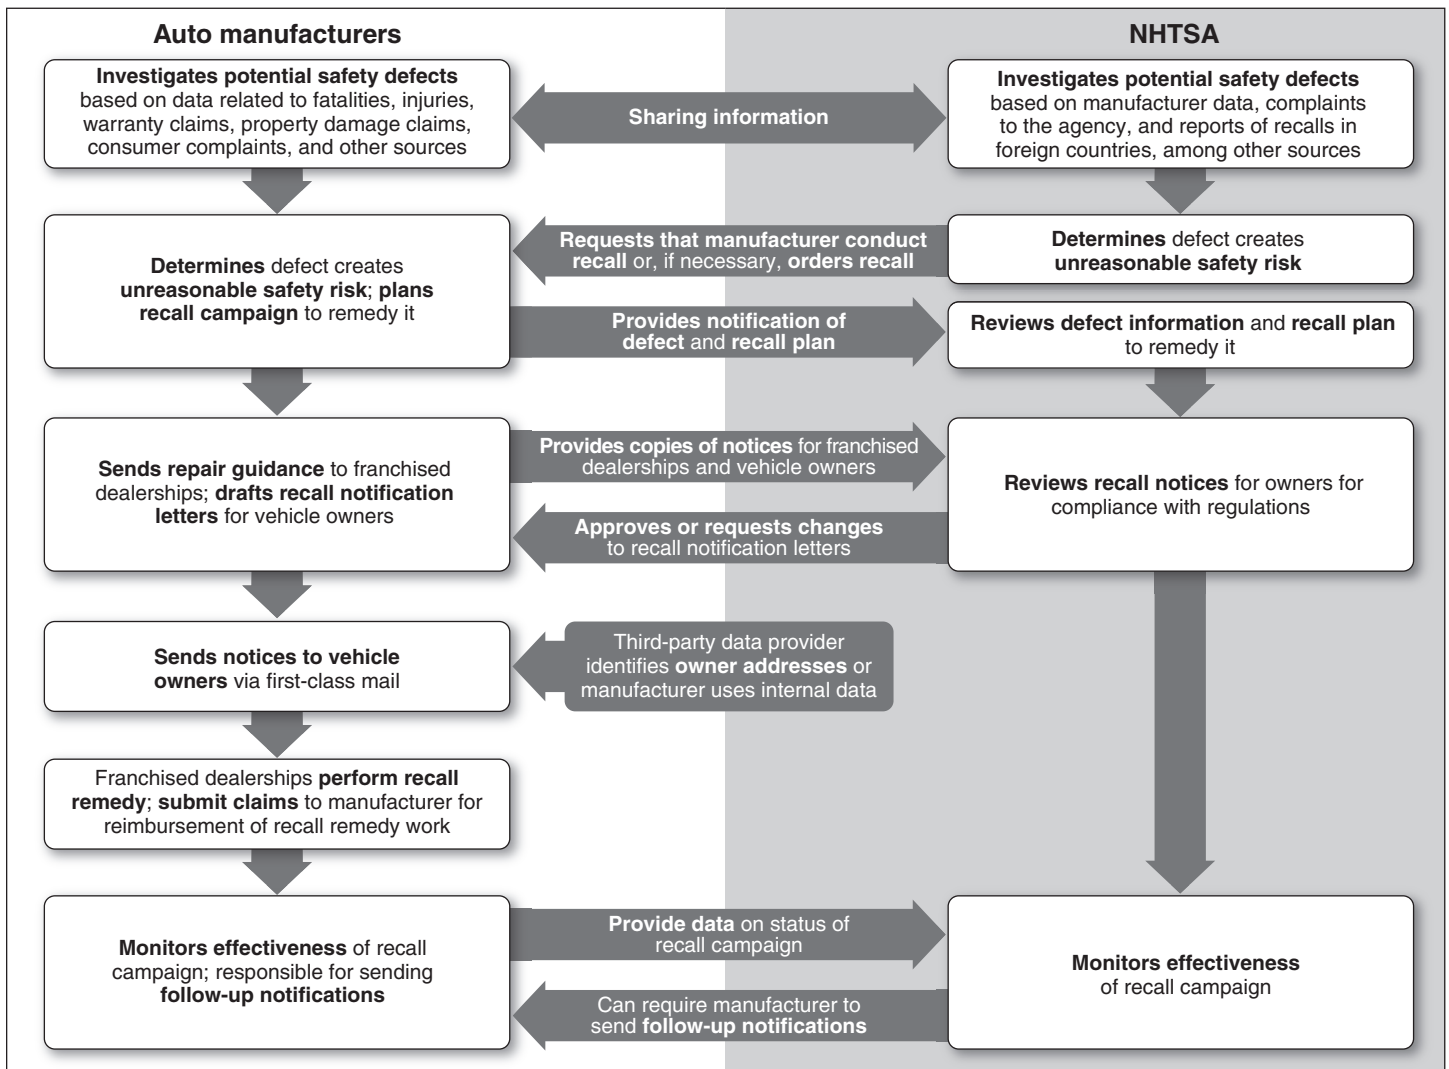 Auto manufacturers
NHTSA
Investigates potential safety defects
based on data related to fatalities, injuries,
warranty claims, property damage claims,
consumer complaints, and other sources
Sharing information
Investigates potential safety defects
based on manufacturer data, complaints
to the agency, and reports of recalls in
foreign countries, among other sources
Determines defect creates
unreasonable safety risk; plans
recall campaign to remedy it
Requests that manufacturer conduct
recall or, if necessary, orders recall
Determines defect creates
unreasonable safety risk
Provides notification of
defect and recall plan
Reviews defect information and recall plan
to remedy it
Sends repair guidance to franchised
dealerships; drafts recall notification
letters for vehicle owners
Provides copies of notices for franchised
dealerships and vehicle owners
Approves or requests changes
to recall notification letters
Reviews recall notices for owners for
compliance with regulations
Sends notices to vehicle
owners via first-class mail
Third-party data provider
identifies owner addresses or
manufacturer uses internal data
Franchised dealerships perform recall
remedy; submit claims to manufacturer for
reimbursement of recall remedy work
Monitors effectiveness of recall
campaign; responsible for sending
follow-up notifications
Provide data on status of
recall campaign
Can require manufacturer to
send follow-up notifications
Monitors effectiveness
of recall campaign